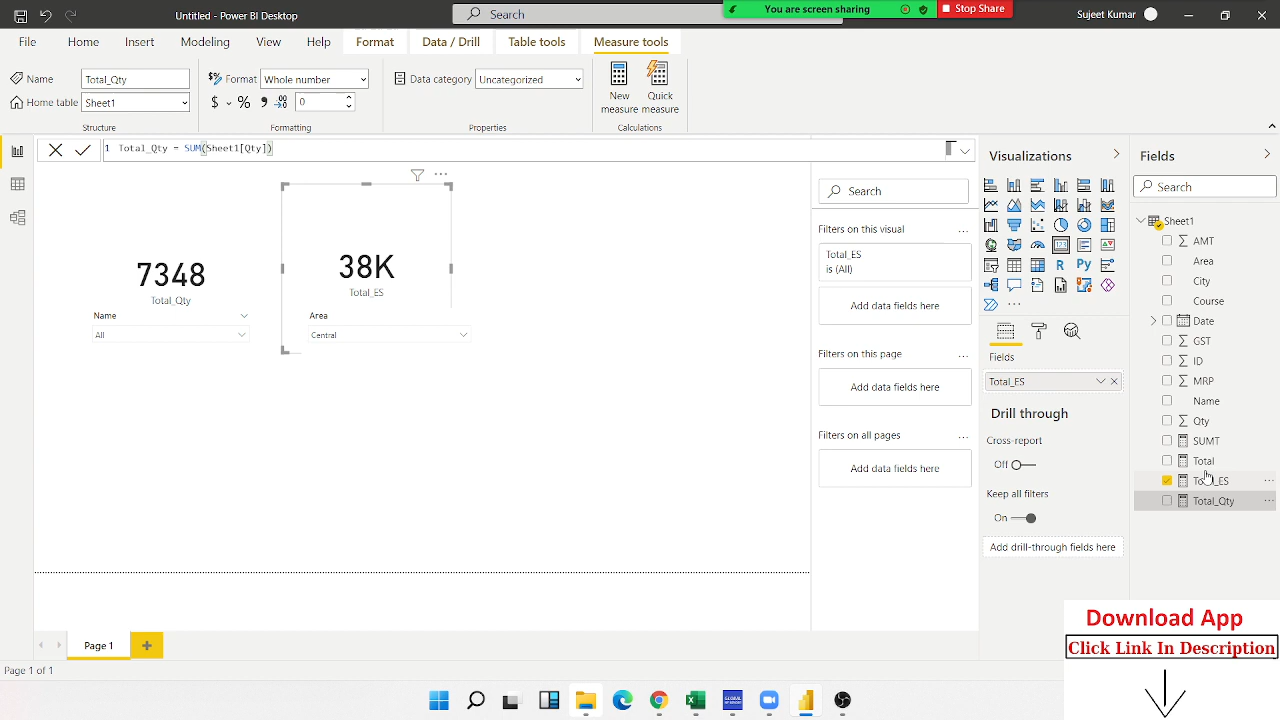 Untitled - Power BI Desktop
Search
You are screen sharing
Stop Share
Sujeet Kumar
File
Home
Insert
Modeling
View
Help
Format
Data / Drill
Table tools
Measure tools
Name
Total_Qty
Format
Whole number
Data category
Uncategorized
New
measure
Quick
measure
Home table
Sheet1
$
%
0
Structure
Formatting
Properties
Calculations
1 Total_Qty = SUM(Sheet1[Qty])
7348
Total_Qty
38K
Total_ES
Name
All
Area
Central
Search
Filters on this visual
Total_ES
is (All)
Add data fields here
Filters on this page
Add data fields here
Filters on all pages
Add data fields here
Visualizations
R
Py
Fields
Total_ES
Drill through
Cross-report
Off
Keep all filters
On
Add drill-through fields here
Fields
Search
Sheet1
AMT
Area
City
Course
Date
GST
ID
MRP
Name
Qty
SUMT
Total
Total_ES
Total_Qty
Page 1
Page 1 of 1
Download App
Click Link In Description